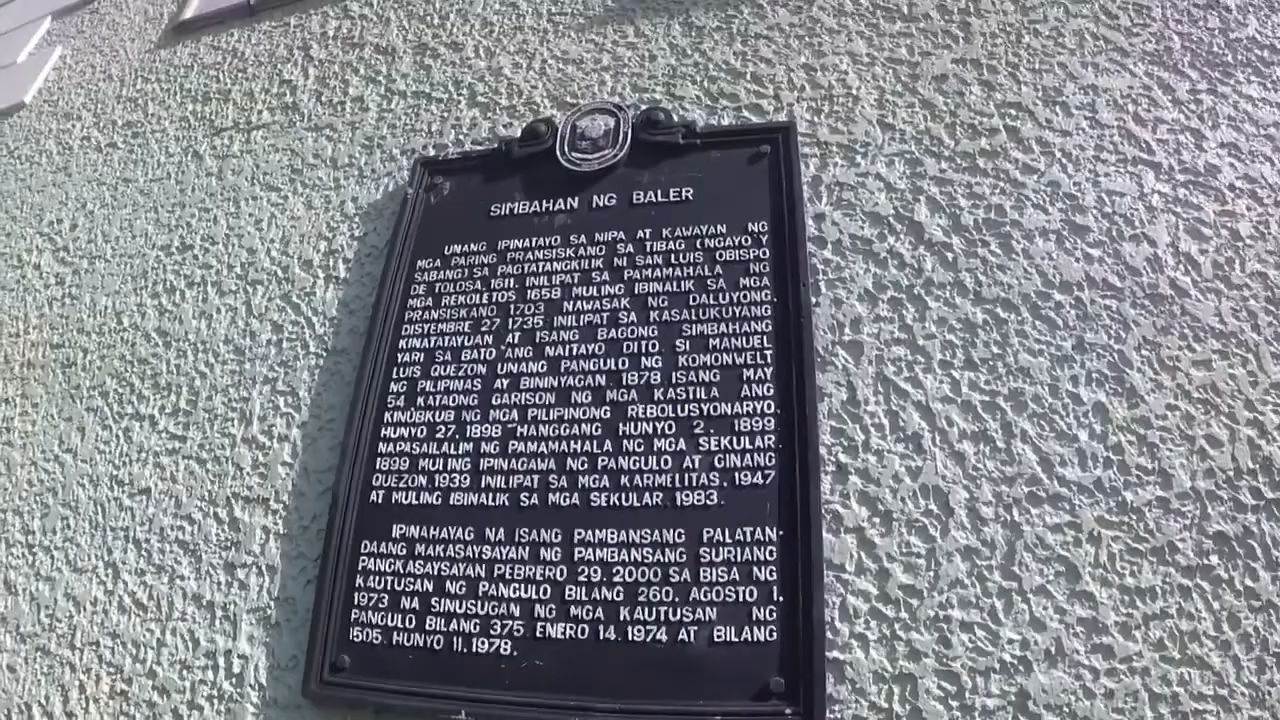 SIMBAHAN NG BALER
UNANG IPINATAYO SA NIPA AT KAWAYAN NG
MGA PARING PRANSISKANO SA TIBAG (NGAYO'Y
SABANG) SA PAGTATANGKILIK NI SAN LUIS OBISPO
DE TOLOSA, 1611. INILIPAT SA PAMAMAHALA NG
MGA REKOLETOS 1658 MULING IBINALIK SA MGA
PRANSISKANO 1703 NAWASAK NG DALUYONG,
DISYEMBRE 27 1735 INILIPAT SA KASALUKUYANG
KINATATAYUAN AT ISANG BAGONG SIMBAHANG
YARI SA BATO ANG NAITAYO DITO SI MANUEL
LUIS QUEZON UNANG PANGULO NG KOMONWELT
NG PILIPINAS AY BININYAGAN, 1878 ISANG MAY
54 KATAONG GARISON NG MGA KASTILA ANG
KINUBKUB NG MGA PILIPINONG REBOLUSYONARYO,
HUNYO 27, 1898 HANGGANG HUNYO 2, 1899
NAPASAILALIM NG PAMAMAHALA NG MGA SEKULAR,
1899 MULING IPINAGAWA NG PANGULO AT GINANG
QUEZON, 1939 INILIPAT SA MGA KARMELITAS, 1947
AT MULING IBINALIK SA MGA SEKULAR, 1983.
IPINAHAYAG NA ISANG PAMBANSANG PALATAN-
DAANG MAKASAYSAYAN NG PAMBANSANG SURIANG
PANGKASAYSAYAN PEBRERO 29, 2000 SA BISA NG
KAUTUSAN NG PANGULO BILANG 260, AGOSTO 1,
1973 NA SINUSUGAN NG MGA KAUTUSAN NG
PANGULO BILANG 375 ENERO 14, 1974 AT BILANG
1505, HUNYO 11, 1978.